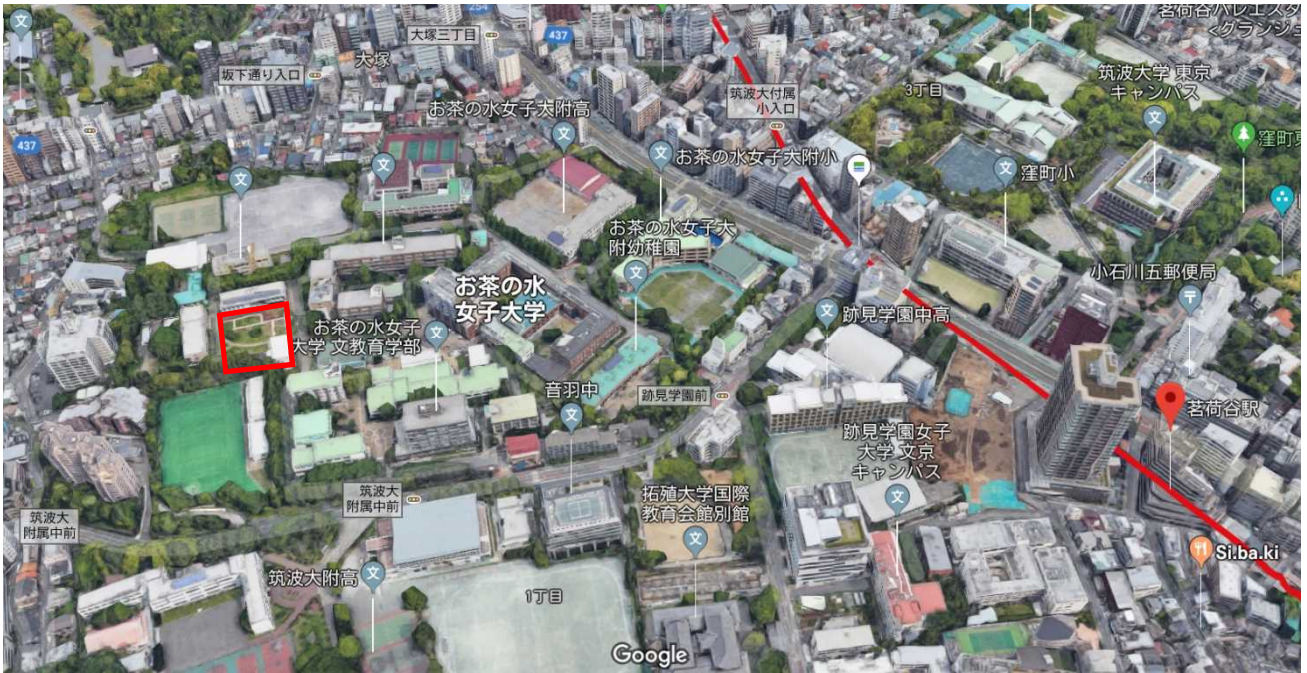 254
437
大塚三丁目
大塚
茗荷谷パレエスタ
<グランジュ
坂下通り入口
筑波大付属
小入口
3丁目
筑波大学 東京
キャンパス
お茶の水女子大附高
437
お茶の水女子大附小
窪町小
窪町東
お茶の水女子大
附幼稚園
小石川五郵便局
お茶の水
女子大学
お茶の水女子
大学 文教育学部
跡見学園中高
音羽中
跡見学園前
茗荷谷駅
跡見学園女子
大学 文京
キャンパス
筑波大
附属中前
拓殖大学国際
教育会館別館
筑波大
附属中前
Si.ba.ki
筑波大附高
1丁目
Google